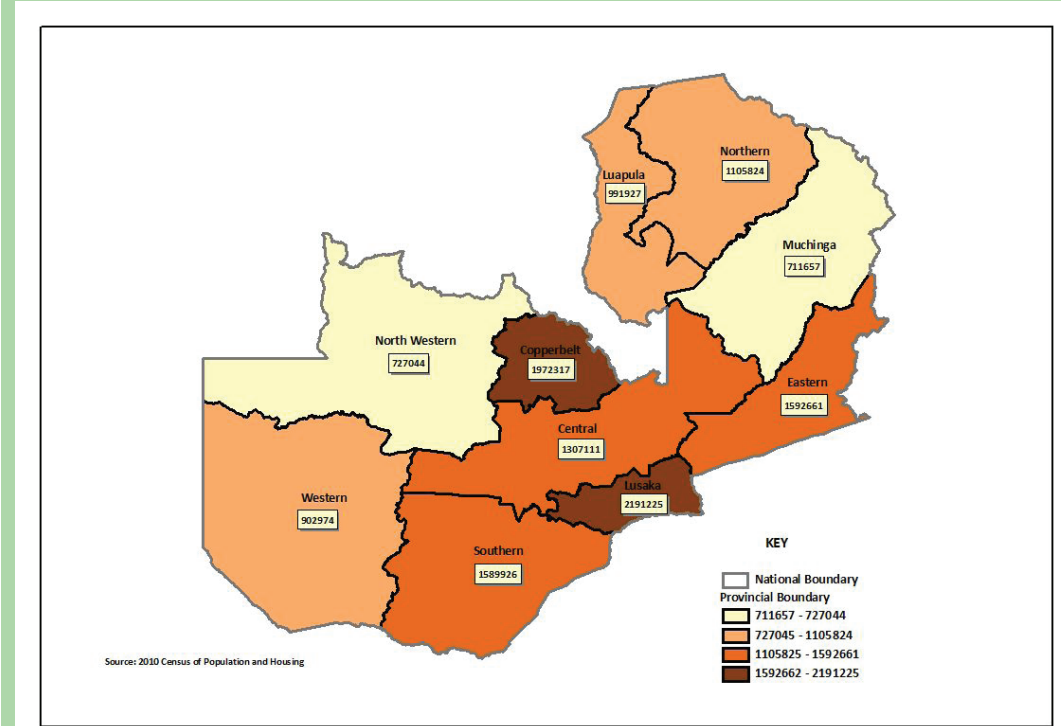 Northern
1105824
Luapula
991927
Muchinga
711657
North Western
727044
Copperbelt
1972317
Eastern
1592661
Central
1307111
Lusaka
2191225
Western
902974
Southern
1589926
KEY
National Boundary
Provincial Boundary
711657 - 727044
727045 - 1105824
1105825 - 1592661
1592662 - 2191225
Source: 2010 Census of Population and Housing